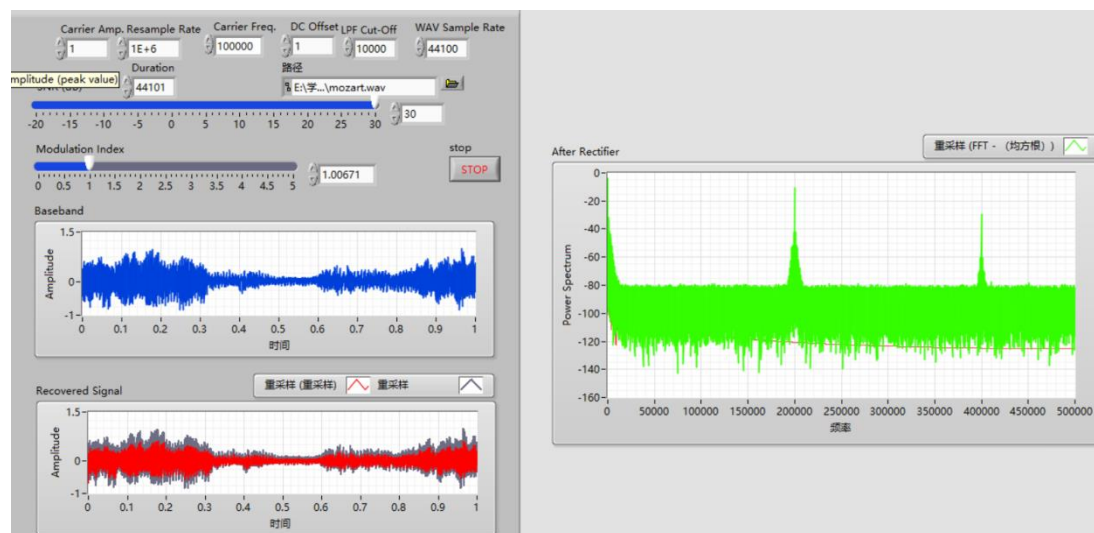 Carrier Amp. Resample Rate Carrier Freq. DC Offset LPF Cut-Off WAV Sample Rate
1 1E+6 100000 1 10000 44100
mplitude (peak value) Duration 路径
44101 E:\学...\mozart.wav
-20 -15 -10 -5 0 5 10 15 20 25 30 30
Modulation Index stop
0 0.5 1 1.5 2 2.5 3 3.5 4 4.5 5 1.00671 STOP
Baseband
1.5-
0-
-1-
Amplitude
0 0.1 0.2 0.3 0.4 0.5 0.6 0.7 0.8 0.9 1
时间
Recovered Signal 重采样 (重采样) 重采样
1.5-
0-
-1-
Amplitude
0 0.1 0.2 0.3 0.4 0.5 0.6 0.7 0.8 0.9 1
时间
After Rectifier 重采样 (FFT - （均方根）)
0-
-20-
-40-
-60-
-80-
-100-
-120-
-140-
-160-
Power Spectrum
0 50000 100000 150000 200000 250000 300000 350000 400000 450000 500000
频率